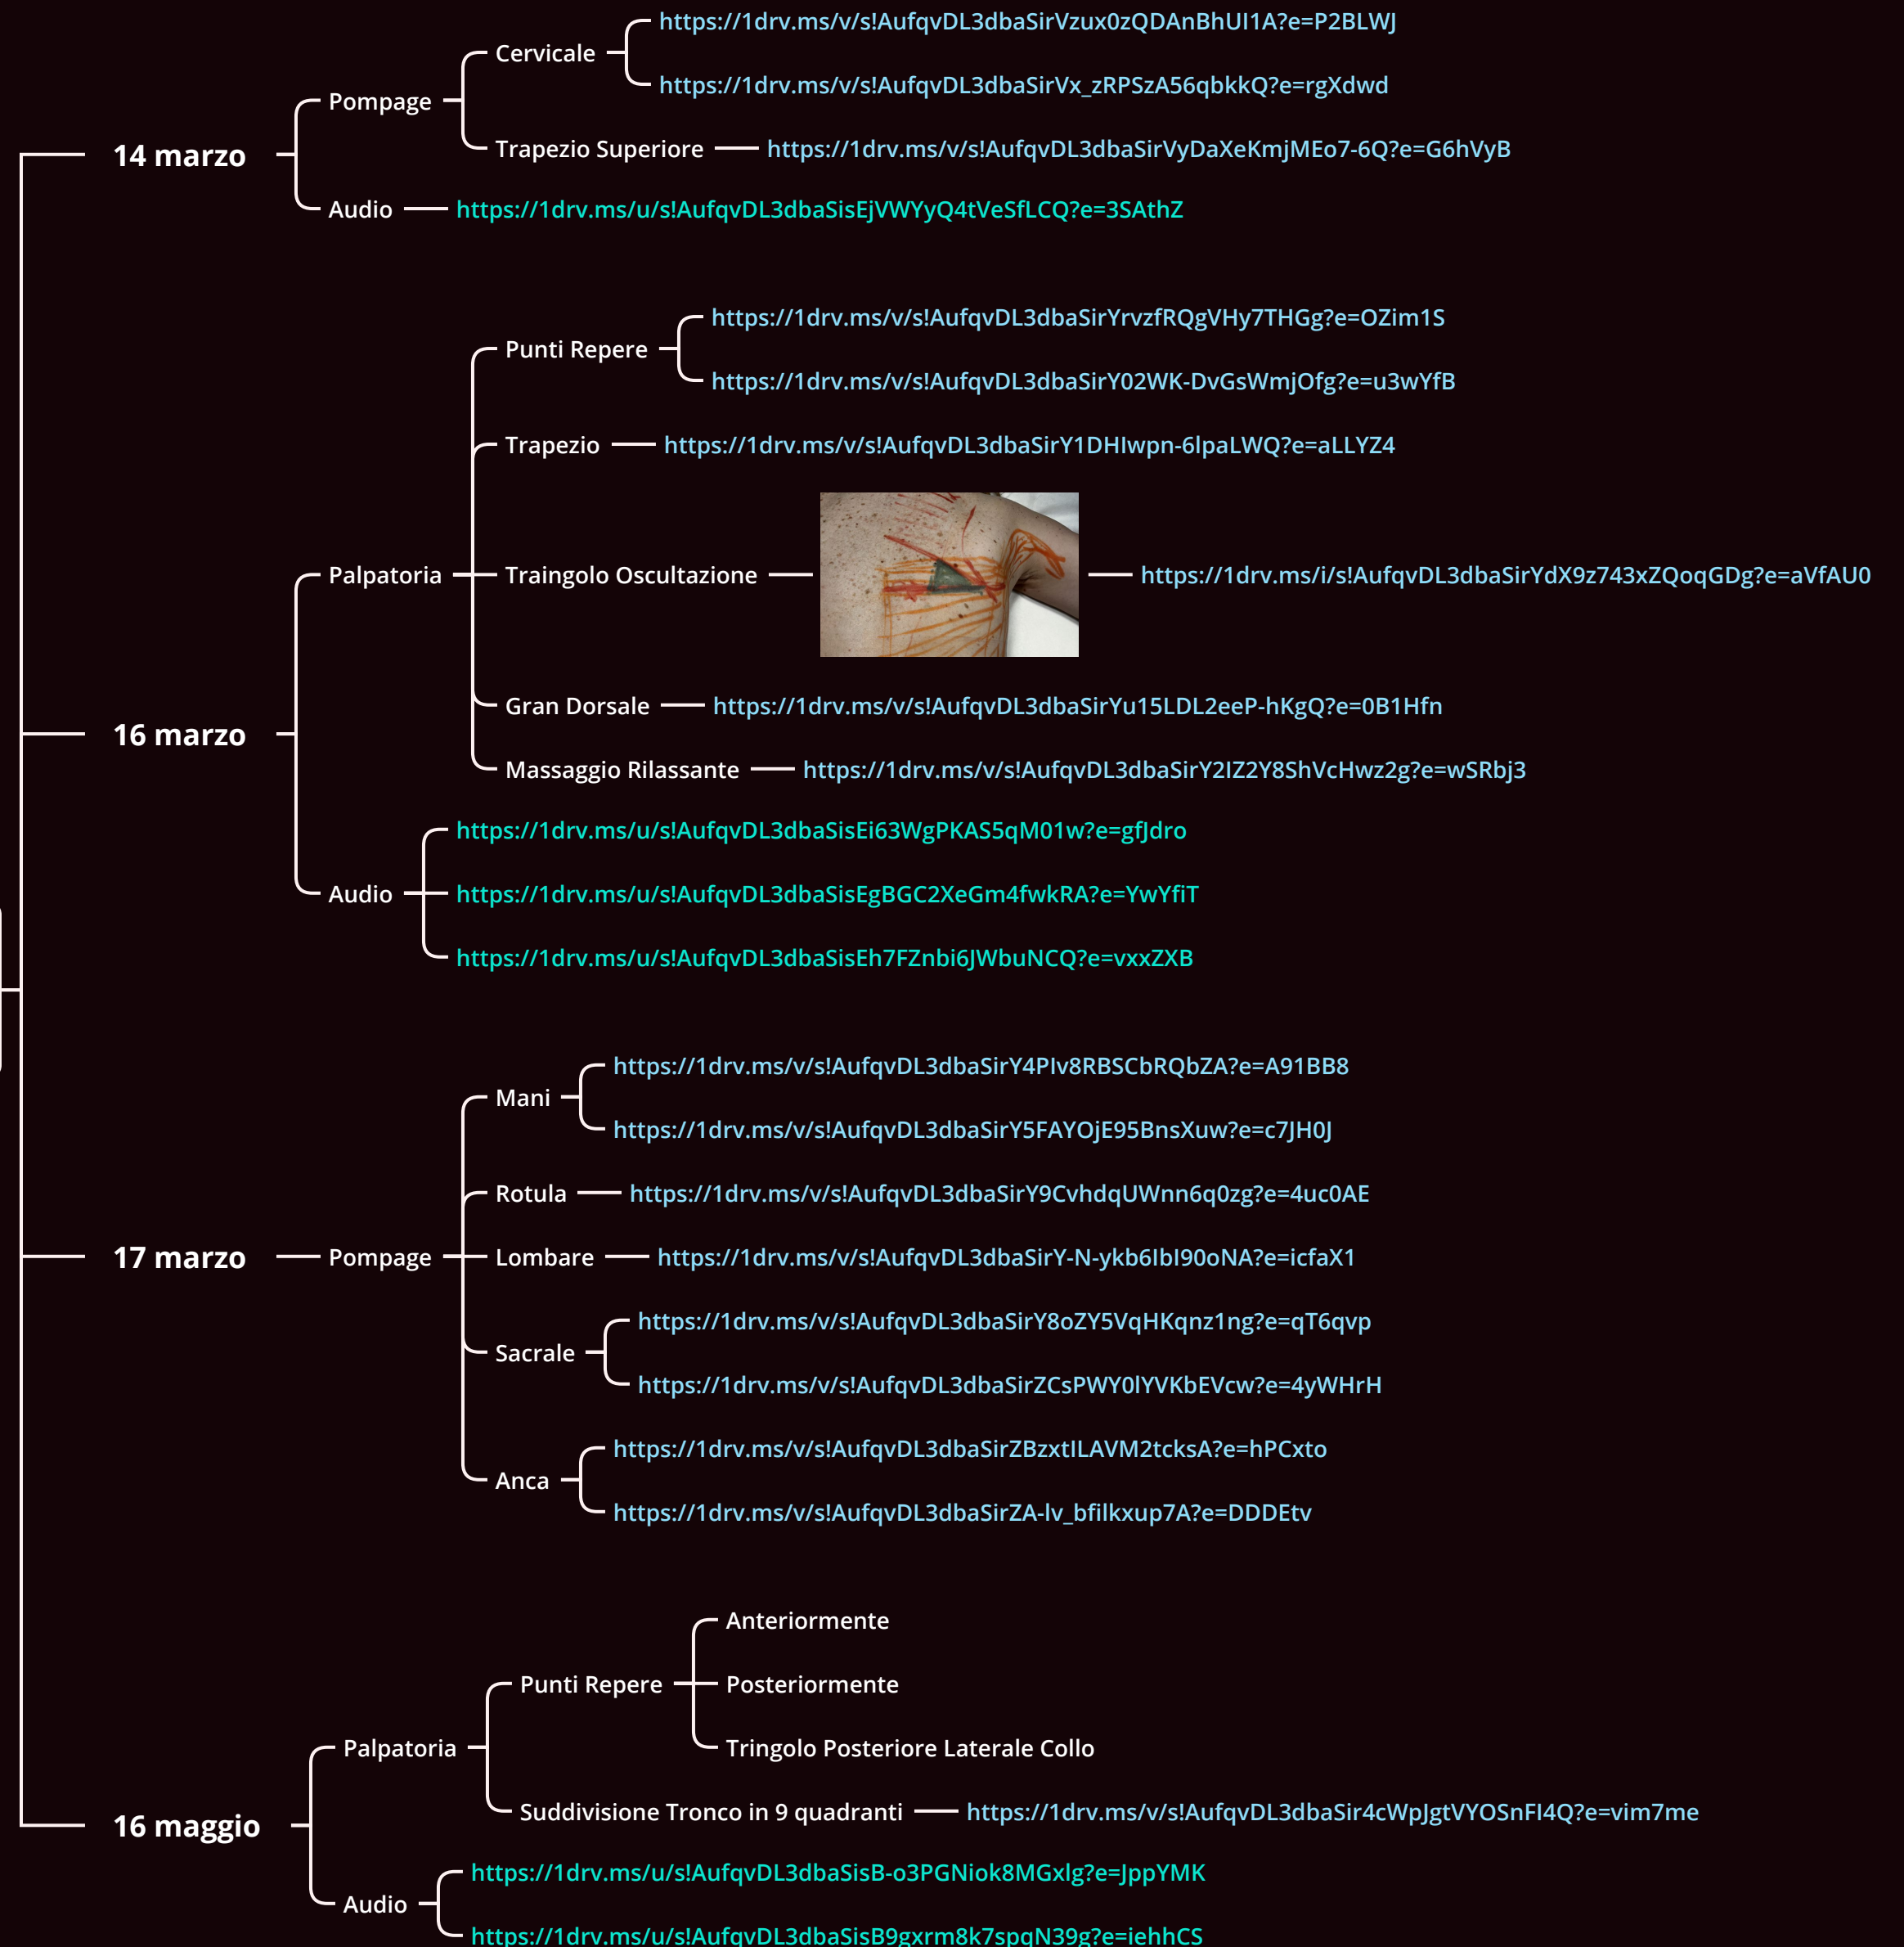 14 marzo
Pompage
Cervicale
https://1drv.ms/v/s!AufqvDL3dbaSirVzux0zQDAnBhUI1A?e=P2BLWJ
https://1drv.ms/v/s!AufqvDL3dbaSirVx_zRPSzA56qbkkQ?e=rgXdwd
Trapezio Superiore
https://1drv.ms/v/s!AufqvDL3dbaSirVyDaXeKmjMEo7-6Q?e=G6hVyB
Audio
https://1drv.ms/u/s!AufqvDL3dbaSisEjVWYyQ4tVeSfLCQ?e=3SAthZ
16 marzo
Palpatoria
Punti Repere
https://1drv.ms/v/s!AufqvDL3dbaSirYrvzfRQgVHy7THGg?e=OZim1S
https://1drv.ms/v/s!AufqvDL3dbaSirY02WK-DvGsWmjOfg?e=u3wYfB
Trapezio
https://1drv.ms/v/s!AufqvDL3dbaSirY1DHIwpn-6lpaLWQ?e=aLLYZ4
Traingolo Oscultazione
https://1drv.ms/i/s!AufqvDL3dbaSirYdX9z743xZQoqGDg?e=aVfAU0
Gran Dorsale
https://1drv.ms/v/s!AufqvDL3dbaSirYu15LDL2eeP-hKgQ?e=0B1Hfn
Massaggio Rilassante
https://1drv.ms/v/s!AufqvDL3dbaSirY2IZ2Y8ShVcHwz2g?e=wSRbj3
Audio
https://1drv.ms/u/s!AufqvDL3dbaSisEi63WgPKAS5qM01w?e=gfJdro
https://1drv.ms/u/s!AufqvDL3dbaSisEgBGC2XeGm4fwkRA?e=YwYfiT
https://1drv.ms/u/s!AufqvDL3dbaSisEh7FZnbi6JWbuNCQ?e=vxxZXB
17 marzo
Pompage
Mani
https://1drv.ms/v/s!AufqvDL3dbaSirY4PIv8RBSCbRQbZA?e=A91BB8
https://1drv.ms/v/s!AufqvDL3dbaSirY5FAYOjE95BnsXuw?e=c7JH0J
Rotula
https://1drv.ms/v/s!AufqvDL3dbaSirY9CvhdqUWnn6q0zg?e=4uc0AE
Lombare
https://1drv.ms/v/s!AufqvDL3dbaSirY-N-ykb6IbI90oNA?e=icfaX1
Sacrale
https://1drv.ms/v/s!AufqvDL3dbaSirY8oZY5VqHKqnz1ng?e=qT6qvp
https://1drv.ms/v/s!AufqvDL3dbaSirZCsPWY0lYVKbEVcw?e=4yWHrH
Anca
https://1drv.ms/v/s!AufqvDL3dbaSirZBzxtILAVM2tcksA?e=hPCxto
https://1drv.ms/v/s!AufqvDL3dbaSirZA-lv_bfilkxup7A?e=DDDEtv
16 maggio
Palpatoria
Punti Repere
Anteriormente
Posteriormente
Tringolo Posteriore Laterale Collo
Suddivisione Tronco in 9 quadranti
https://1drv.ms/v/s!AufqvDL3dbaSir4cWpJgtVYOSnFI4Q?e=vim7me
Audio
https://1drv.ms/u/s!AufqvDL3dbaSisB-o3PGNiok8MGxlg?e=JppYMK
https://1drv.ms/u/s!AufqvDL3dbaSisB9gxrm8k7spqN39g?e=iehhCS